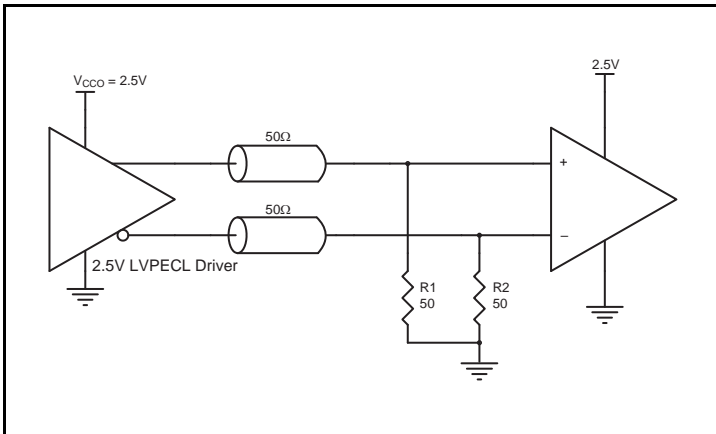 V_CCO = 2.5V
2.5V
50Ω
+
50Ω
−
2.5V LVPECL Driver
R1
50
R2
50